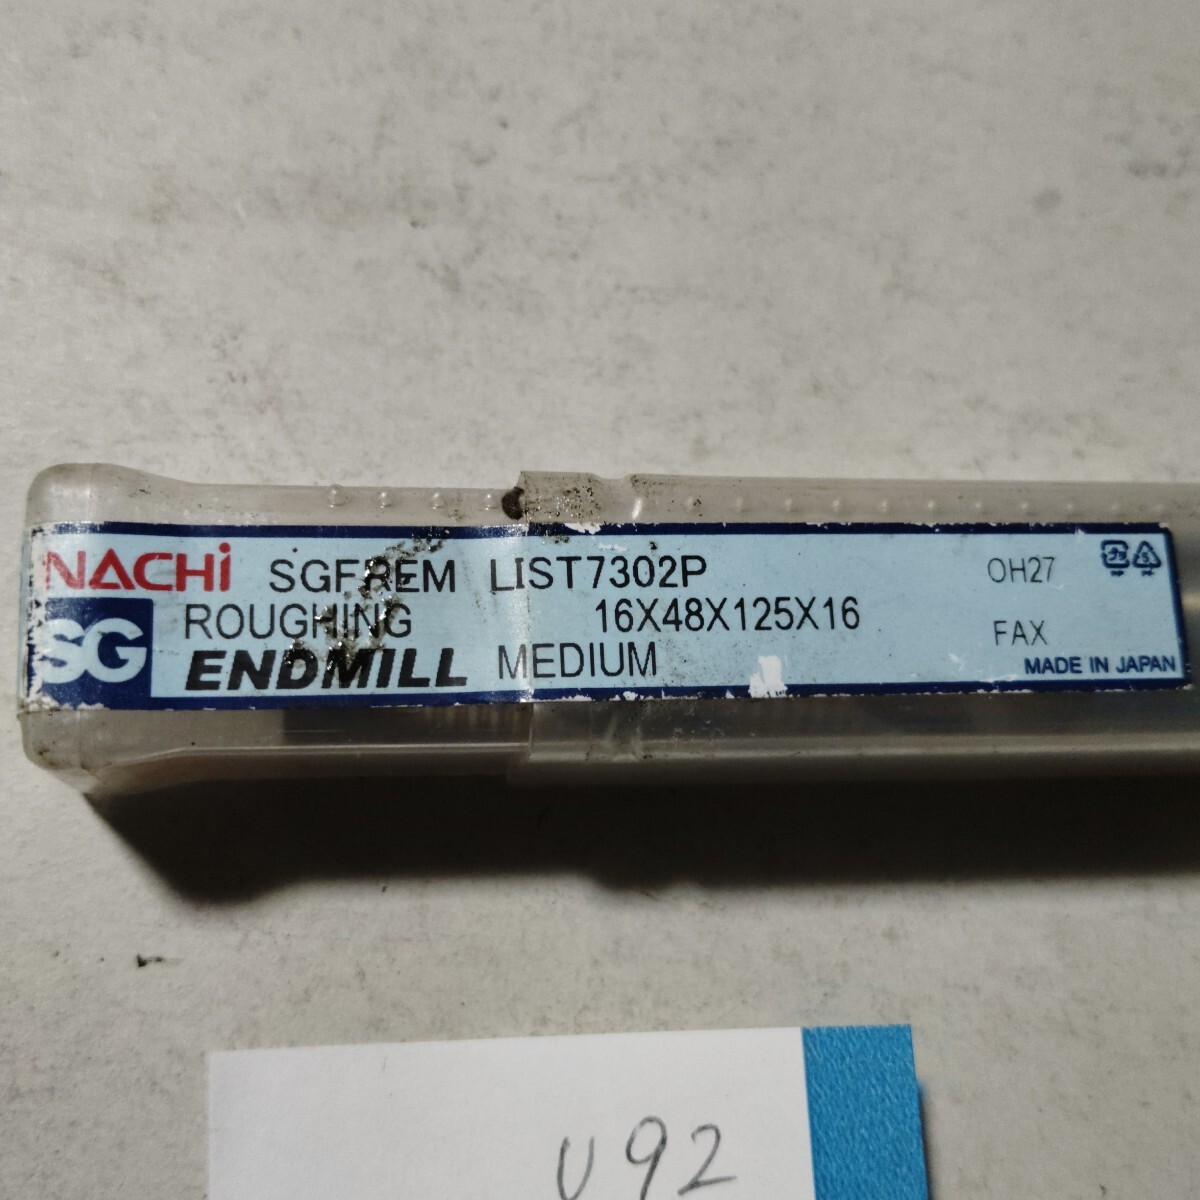 NACHi SGFREM LIST7302P OH27
SG ROUGHING 16X48X125X16 FAX
ENDMILL MEDIUM MADE IN JAPAN
U92